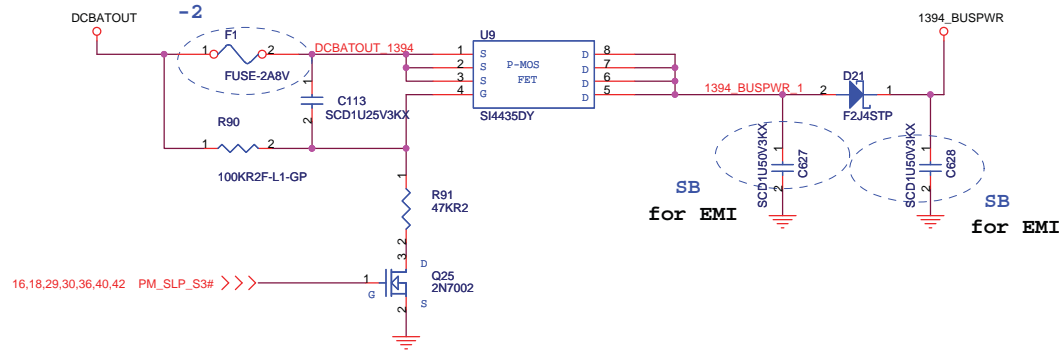 -2
DCBATOUT
1394_BUSPWR
F1
1 2
FUSE-2A8V
DCBATOUT_1394
U9
1 S D 8
2 S D 7
3 S D 6
4 G D 5
P-MOS
FET
SI4435DY
1394_BUSPWR_1
D21
2 1
F2J4STP
1
C113
SCD1U25V3KX
2
R90
1 2
100KR2F-L1-GP
1
R91
47KR2
2
1
SCD1U50V3KX
C627
2
1
SCD1U50V3KX
C628
2
SB
for EMI
SB
for EMI
16,18,29,30,36,40,42 PM_SLP_S3#
1
G
3
D
Q25
2N7002
2
S